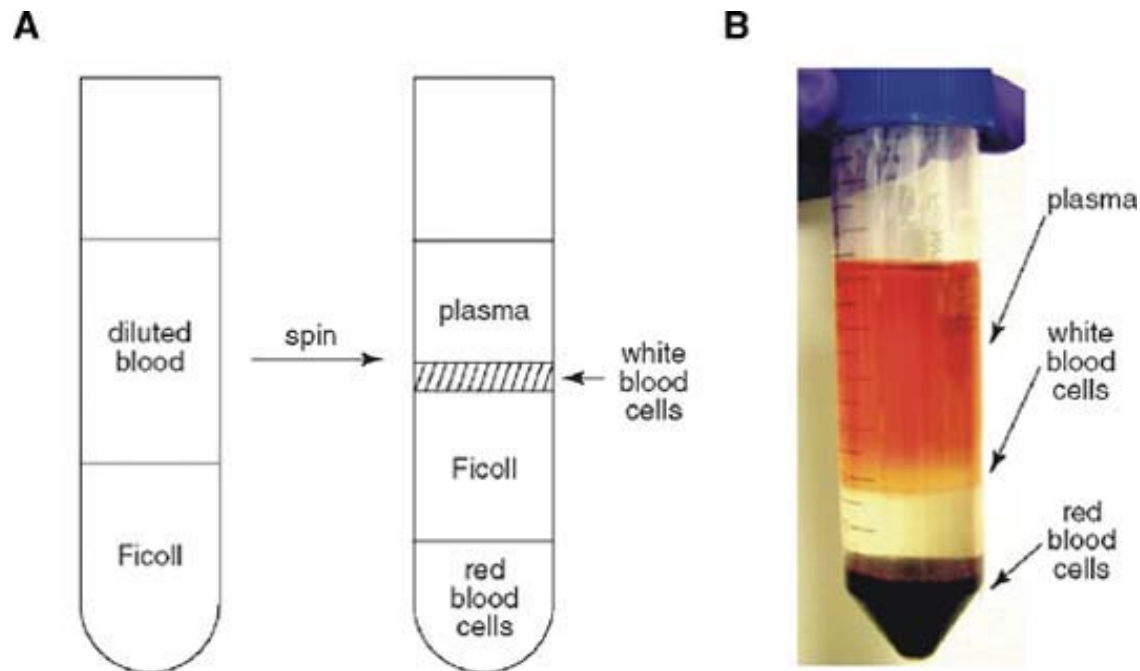 A
diluted
blood
Ficoll
spin
plasma
Ficoll
red
blood
cells
white
blood
cells
B
plasma
white
blood
cells
red
blood
cells